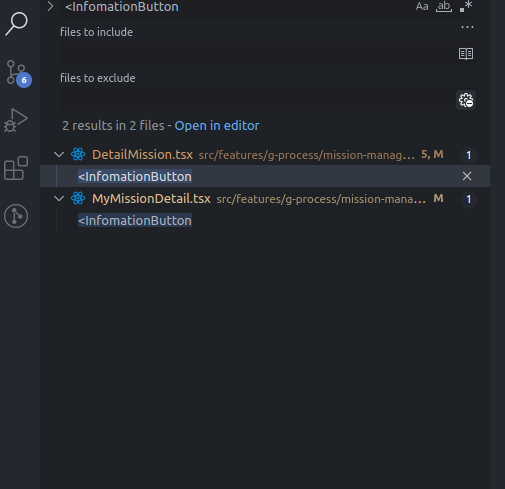 <InfomationButton
Aa ab .*
files to include
...
files to exclude
2 results in 2 files - Open in editor
DetailMission.tsx src/features/g-process/mission-manag... 5, M 1
<InfomationButton
MyMissionDetail.tsx src/features/g-process/mission-mana... M 1
<InfomationButton
6